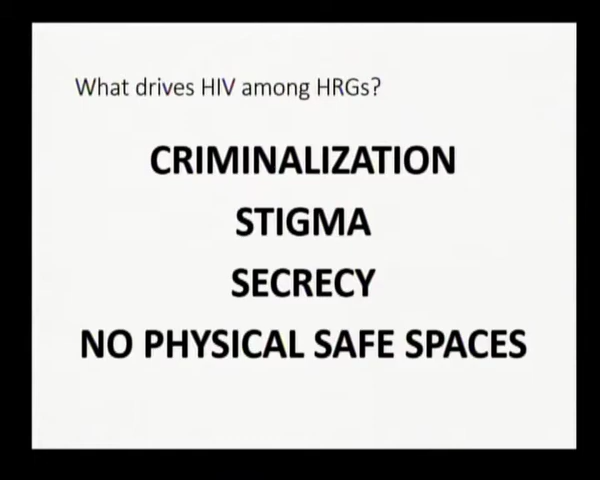 What drives HIV among HRGs?
CRIMINALIZATION
STIGMA
SECRECY
NO PHYSICAL SAFE SPACES